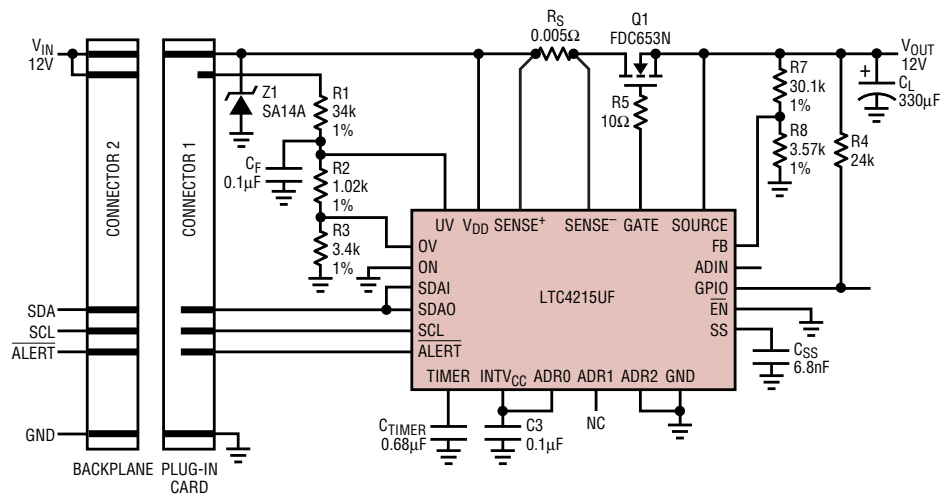 VIN
12V
CONNECTOR 2
CONNECTOR 1
Z1
SA14A
R1
34k
1%
CF
0.1µF
R2
1.02k
1%
R3
3.4k
1%
RS
0.005Ω
Q1
FDC653N
R5
10Ω
R7
30.1k
1%
R8
3.57k
1%
R4
24k
VOUT
12V
+
CL
330µF
UV VDD SENSE+ SENSE– GATE SOURCE
OV
ON
SDAI
SDAO
SCL
ALERT
LTC4215UF
FB
ADIN
GPIO
EN
SS
TIMER INTVCC ADR0 ADR1 ADR2 GND
CSS
6.8nF
SDA
SCL
ALERT
GND
CTIMER
0.68µF
C3
0.1µF
NC
BACKPLANE PLUG-IN
CARD